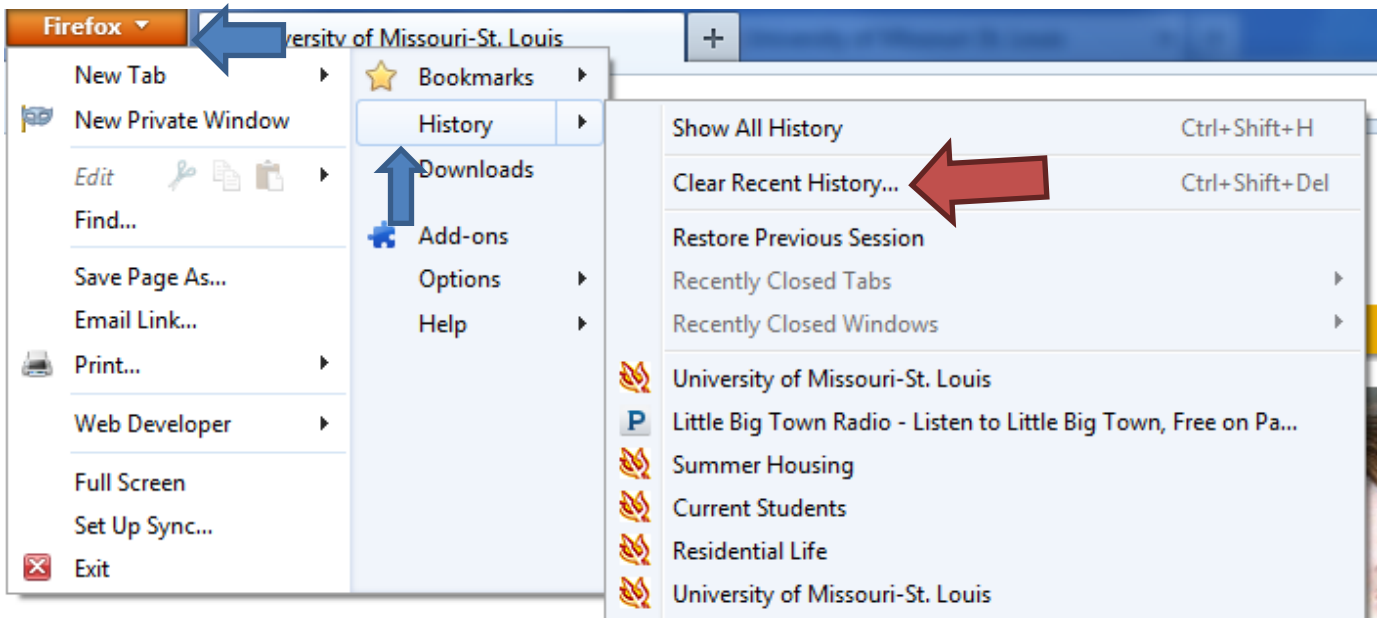 Firefox
versity of Missouri-St. Louis
+
New Tab
New Private Window
Edit
Find...
Save Page As...
Email Link...
Print...
Web Developer
Full Screen
Set Up Sync...
Exit
Bookmarks
History
Downloads
Add-ons
Options
Help
Show All History Ctrl+Shift+H
Clear Recent History... Ctrl+Shift+Del
Restore Previous Session
Recently Closed Tabs
Recently Closed Windows
University of Missouri-St. Louis
P Little Big Town Radio - Listen to Little Big Town, Free on Pa...
Summer Housing
Current Students
Residential Life
University of Missouri-St. Louis